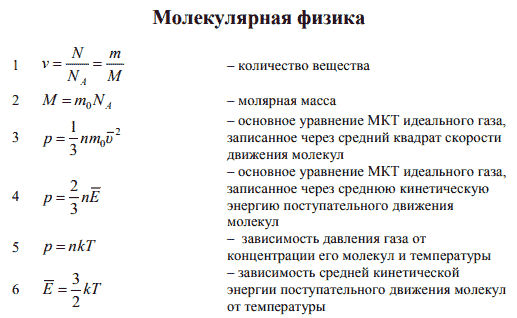 Молекулярная физика
1 ν = N/N_A = m/M – количество вещества
2 M = m₀N_A – молярная масса
3 p = 1/3 nm₀ῡ² – основное уравнение МКТ идеального газа,
записанное через средний квадрат скорости
движения молекул
4 p = 2/3 nE̅ – основное уравнение МКТ идеального газа,
записанное через среднюю кинетическую
энергию поступательного движения
молекул
5 p = nkT – зависимость давления газа от
концентрации его молекул и температуры
6 E̅ = 3/2 kT – зависимость средней кинетической
энергии поступательного движения молекул
от температуры